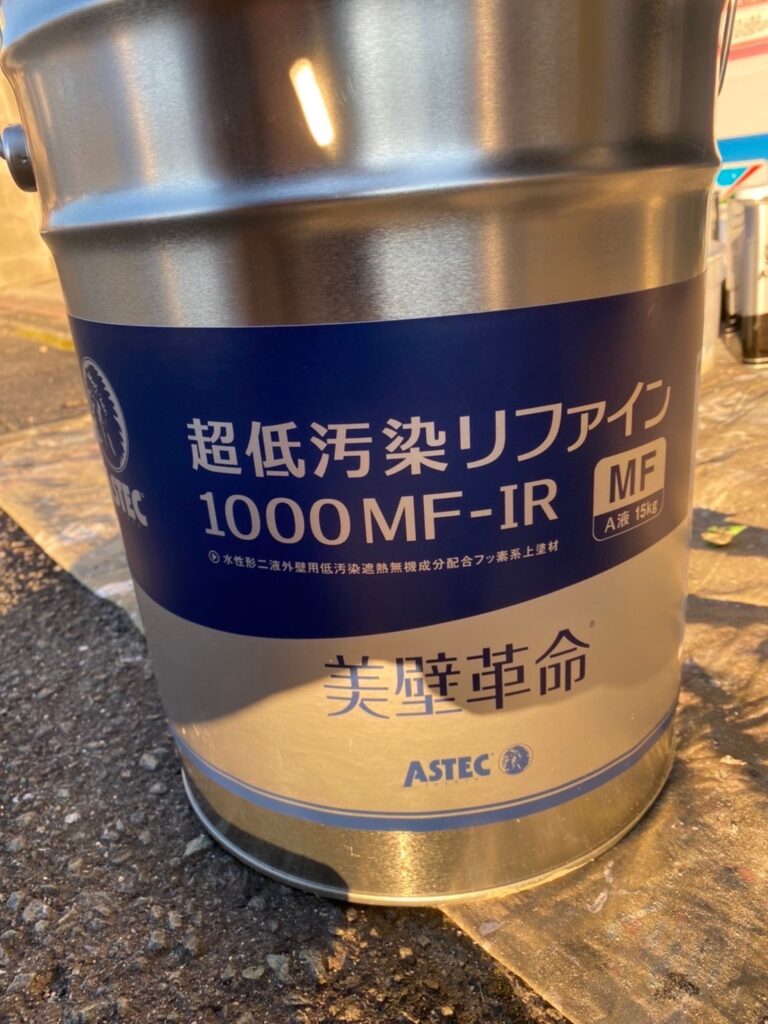 ASTEC
超低汚染リファイン
1000MF-IR
MF
A液 15kg
水性形二液外壁用低汚染遮熱無機成分配合フッ素系上塗材
美壁革命®
ASTEC